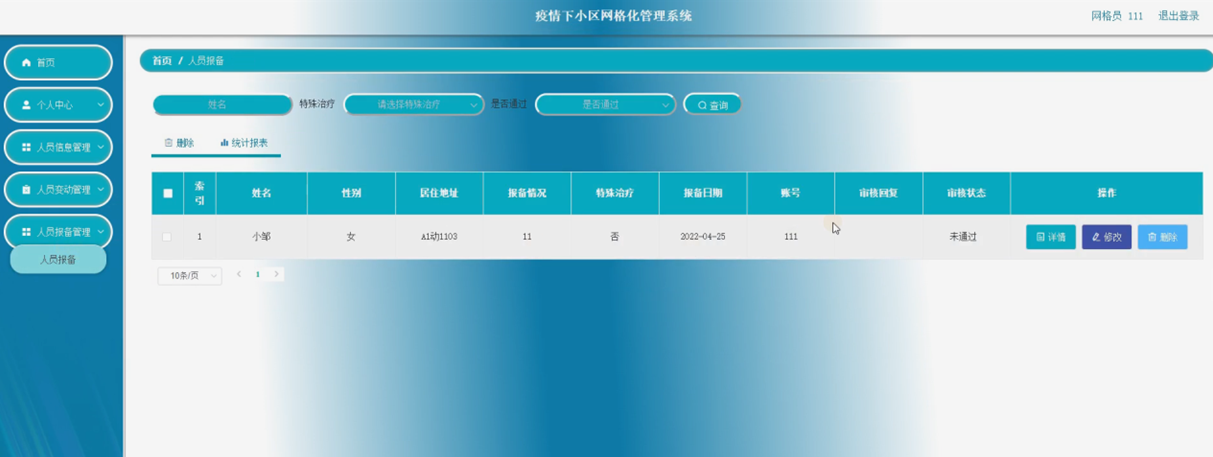 疫情下小区网格化管理系统
网格员 111 退出登录
首页
个人中心
人员信息管理
人员变动管理
人员报备管理
人员报备
首页 / 人员报备
姓名 特殊治疗 请选择特殊治疗 是否通过 是否通过 查询
删除 统计报表
索引 姓名 性别 居住地址 报备情况 特殊治疗 报备日期 账号 审核回复 审核状态 操作
1 小邹 女 A1动1103 11 否 2022-04-25 111 未通过 详情 修改 删除
10条/页 < 1 >